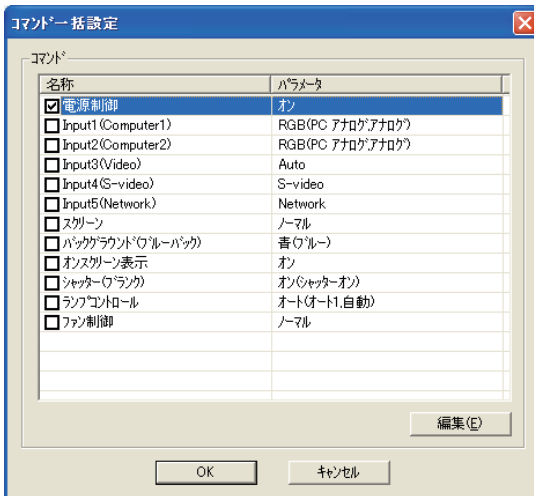 コマンド一括設定
コマンド
名称 パラメータ
電源制御 オン
Input1(Computer1) RGB(PC アナログ,アナログ)
Input2(Computer2) RGB(PC アナログ,アナログ)
Input3(Video) Auto
Input4(S-video) S-video
Input5(Network) Network
スクリーン ノーマル
バックグラウンド(ブルーバック) 青(ブルー)
オンスクリーン表示 オン
シャッター(ブランク) オン(シャッターオン)
ランプコントロール オート(オート1,自動)
ファン制御 ノーマル
編集(E)
OK キャンセル